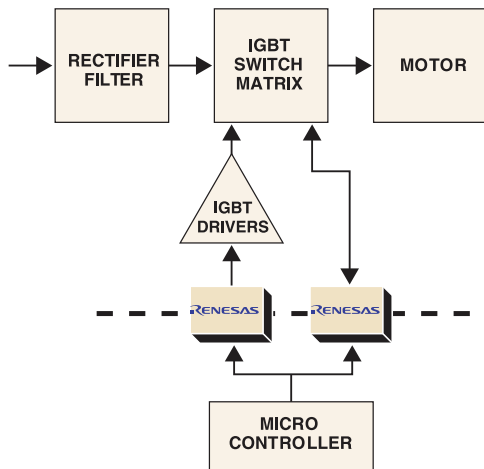 RECTIFIER
FILTER
IGBT
SWITCH
MATRIX
MOTOR
IGBT
DRIVERS
RENESAS
RENESAS
MICRO
CONTROLLER